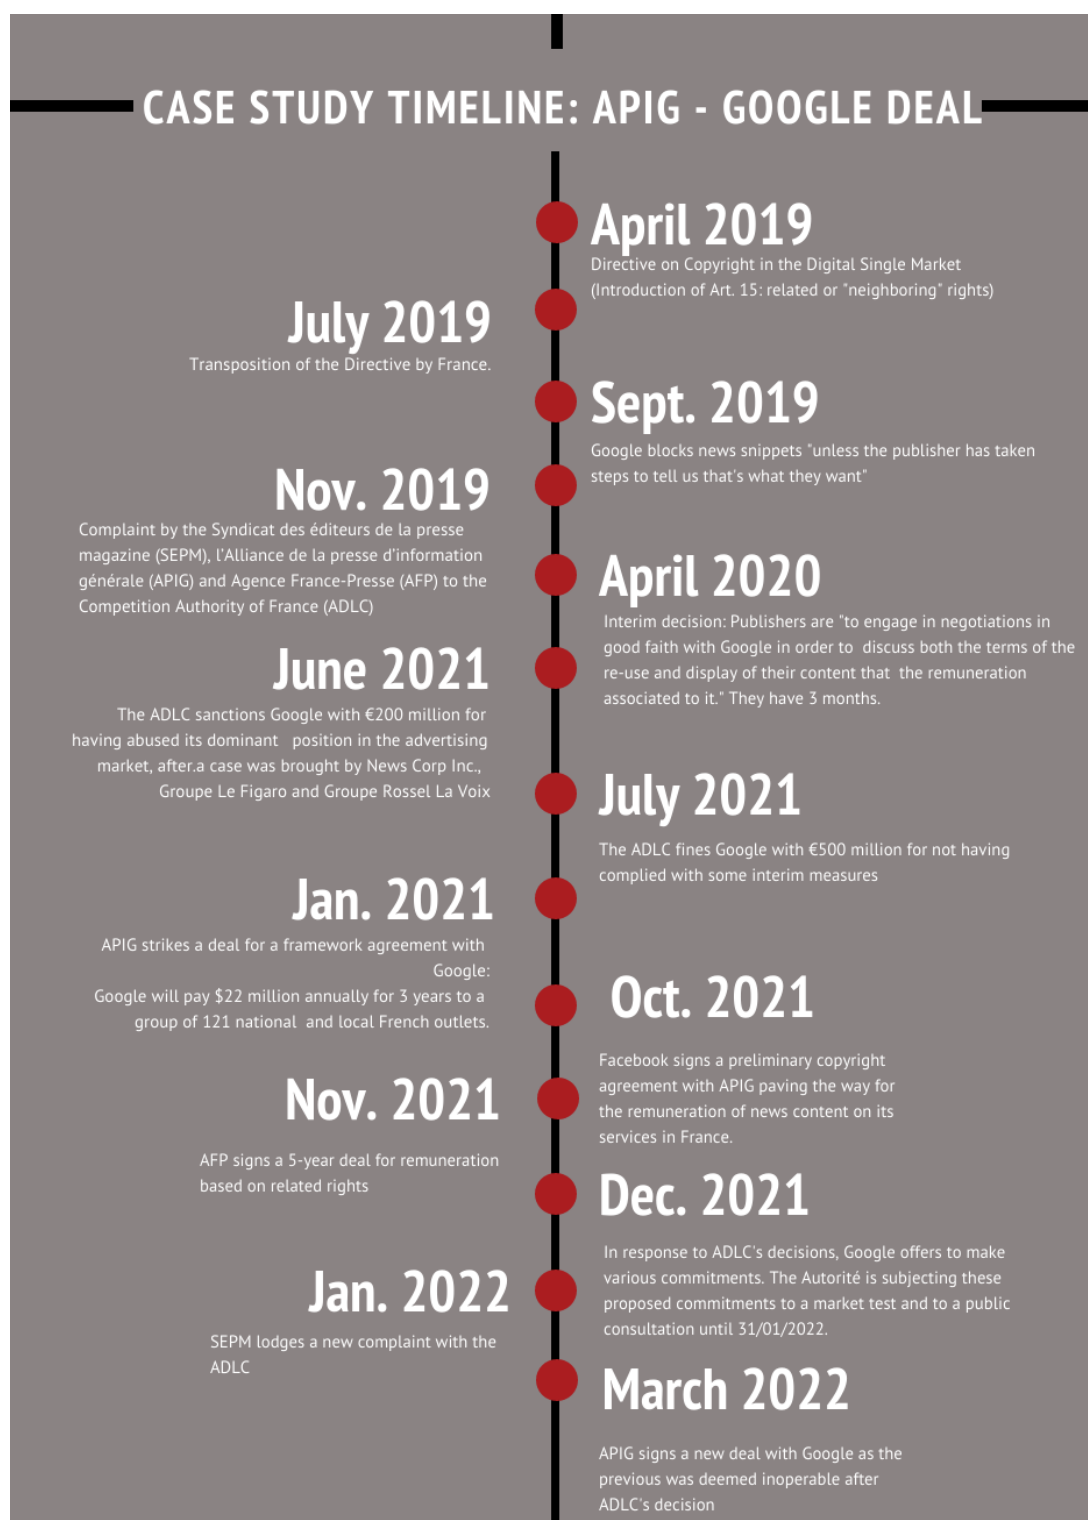 CASE STUDY TIMELINE: APIG - GOOGLE DEAL
April 2019
Directive on Copyright in the Digital Single Market
(Introduction of Art. 15: related or "neighboring" rights)
July 2019
Transposition of the Directive by France.
Sept. 2019
Google blocks news snippets "unless the publisher has taken
steps to tell us that's what they want"
Nov. 2019
Complaint by the Syndicat des éditeurs de la presse
magazine (SEPM), l'Alliance de la presse d'information
générale (APIG) and Agence France-Presse (AFP) to the
Competition Authority of France (ADLC)
April 2020
Interim decision: Publishers are "to engage in negotiations in
good faith with Google in order to discuss both the terms of the
re-use and display of their content that the remuneration
associated to it." They have 3 months.
June 2021
The ADLC sanctions Google with €200 million for
having abused its dominant position in the advertising
market, after.a case was brought by News Corp Inc.,
Groupe Le Figaro and Groupe Rossel La Voix
July 2021
The ADLC fines Google with €500 million for not having
complied with some interim measures
Jan. 2021
APIG strikes a deal for a framework agreement with
Google:
Google will pay $22 million annually for 3 years to a
group of 121 national and local French outlets.
Oct. 2021
Facebook signs a preliminary copyright
agreement with APIG paving the way for
the remuneration of news content on its
services in France.
Nov. 2021
AFP signs a 5-year deal for remuneration
based on related rights
Dec. 2021
In response to ADLC's decisions, Google offers to make
various commitments. The Autorité is subjecting these
proposed commitments to a market test and to a public
consultation until 31/01/2022.
Jan. 2022
SEPM lodges a new complaint with the
ADLC
March 2022
APIG signs a new deal with Google as the
previous was deemed inoperable after
ADLC's decision